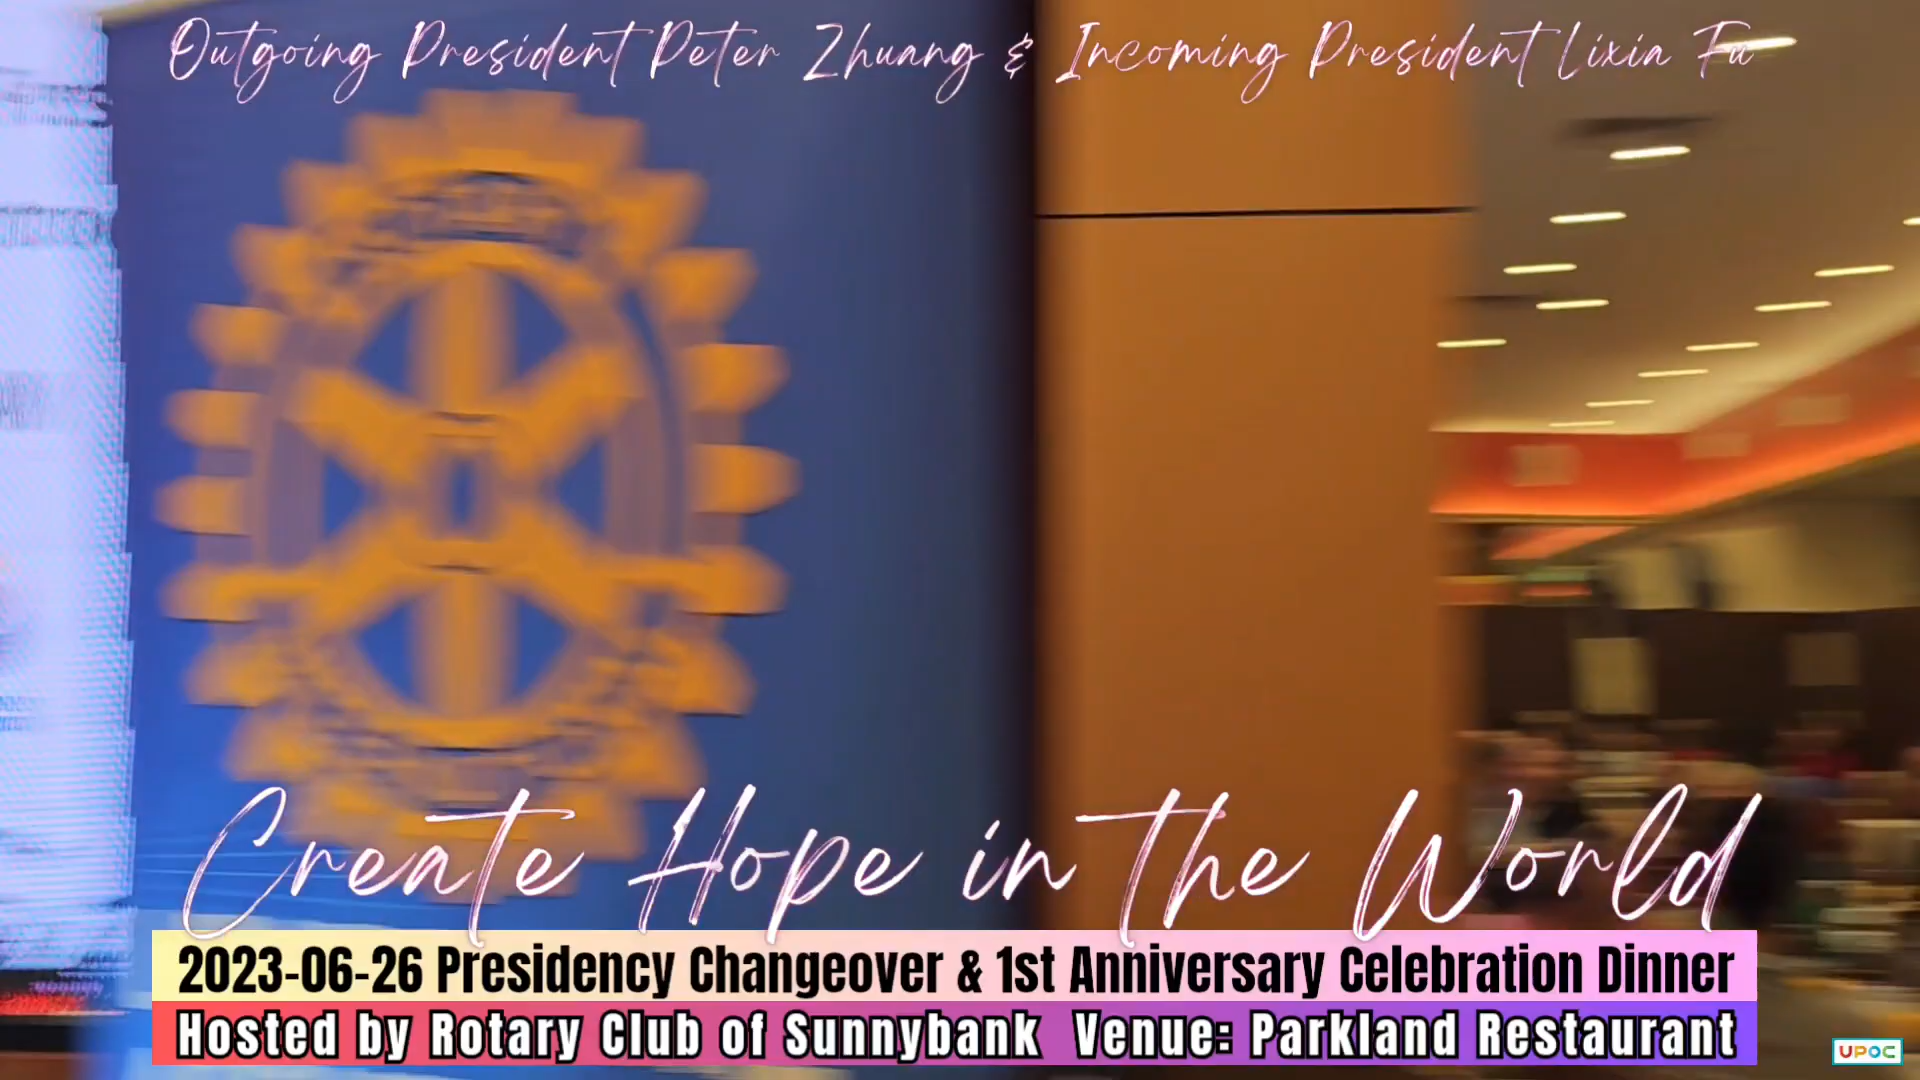 Outgoing President Peter Zhuang & Incoming President Lixia Fu
Create Hope in the World
2023-06-26 Presidency Changeover & 1st Anniversary Celebration Dinner
Hosted by Rotary Club of Sunnybank Venue: Parkland Restaurant
UPOC